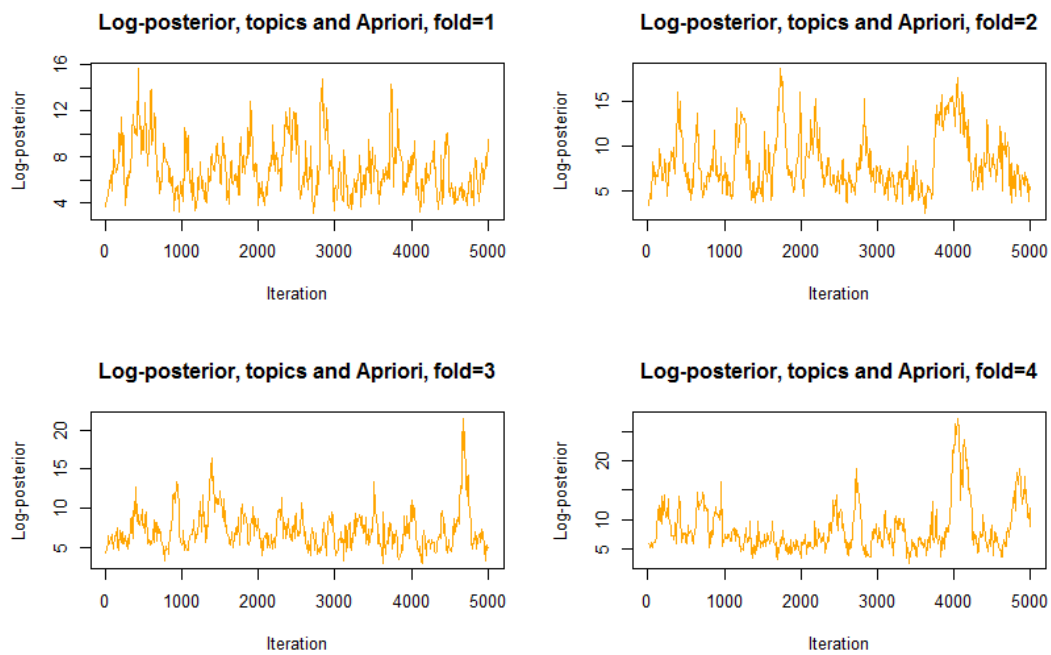 Log-posterior, topics and Apriori, fold=1
Log-posterior
16
12
8
4
0 1000 2000 3000 4000 5000
Iteration
Log-posterior, topics and Apriori, fold=2
Log-posterior
15
10
5
0 1000 2000 3000 4000 5000
Iteration
Log-posterior, topics and Apriori, fold=3
Log-posterior
20
15
10
5
0 1000 2000 3000 4000 5000
Iteration
Log-posterior, topics and Apriori, fold=4
Log-posterior
20
10
5
0 1000 2000 3000 4000 5000
Iteration